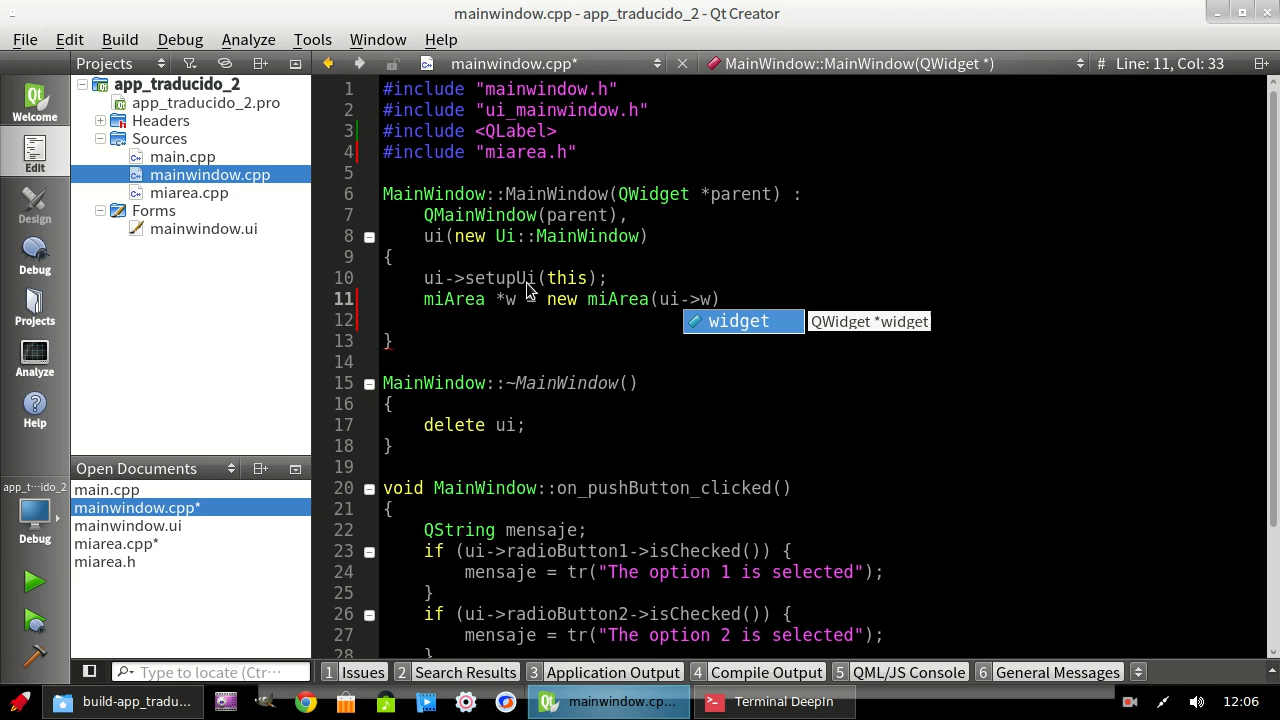 mainwindow.cpp - app_traducido_2 - Qt Creator
File Edit Build Debug Analyze Tools Window Help
Projects
mainwindow.cpp*
MainWindow::MainWindow(QWidget *)
# Line: 11, Col: 33
Welcome
Edit
Design
Debug
Projects
Analyze
Help
app_t···ido_2
Debug
app_traducido_2
app_traducido_2.pro
Headers
Sources
main.cpp
mainwindow.cpp
miarea.cpp
Forms
mainwindow.ui
Open Documents
main.cpp
mainwindow.cpp*
mainwindow.ui
miarea.cpp*
miarea.h
1 #include "mainwindow.h"
2 #include "ui_mainwindow.h"
3 #include <QLabel>
4 #include "miarea.h"
5
6 MainWindow::MainWindow(QWidget *parent) :
7 QMainWindow(parent),
8 ui(new Ui::MainWindow)
9 {
10 ui->setupUi(this);
11 miArea *w = new miArea(ui->w)
12
widget QWidget *widget
13 }
14
15 MainWindow::~MainWindow()
16 {
17 delete ui;
18 }
19
20 void MainWindow::on_pushButton_clicked()
21 {
22 QString mensaje;
23 if (ui->radioButton1->isChecked()) {
24 mensaje = tr("The option 1 is selected");
25 }
26 if (ui->radioButton2->isChecked()) {
27 mensaje = tr("The option 2 is selected");
28 }
Type to locate (Ctr…
1 Issues 2 Search Results 3 Application Output 4 Compile Output 5 QML/JS Console 6 General Messages
build-app_tradu...
mainwindow.cp...
Terminal DeepIn
12:06